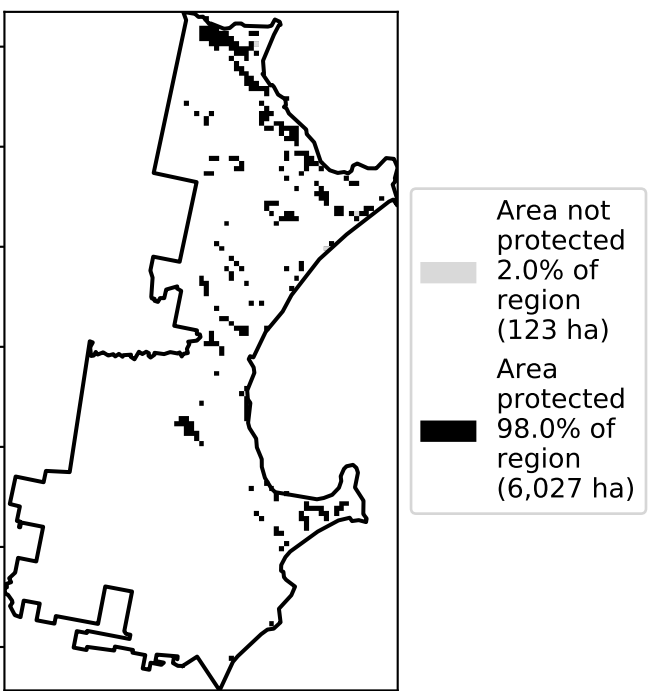 Area not
protected
2.0% of
region
(123 ha)
Area
protected
98.0% of
region
(6,027 ha)